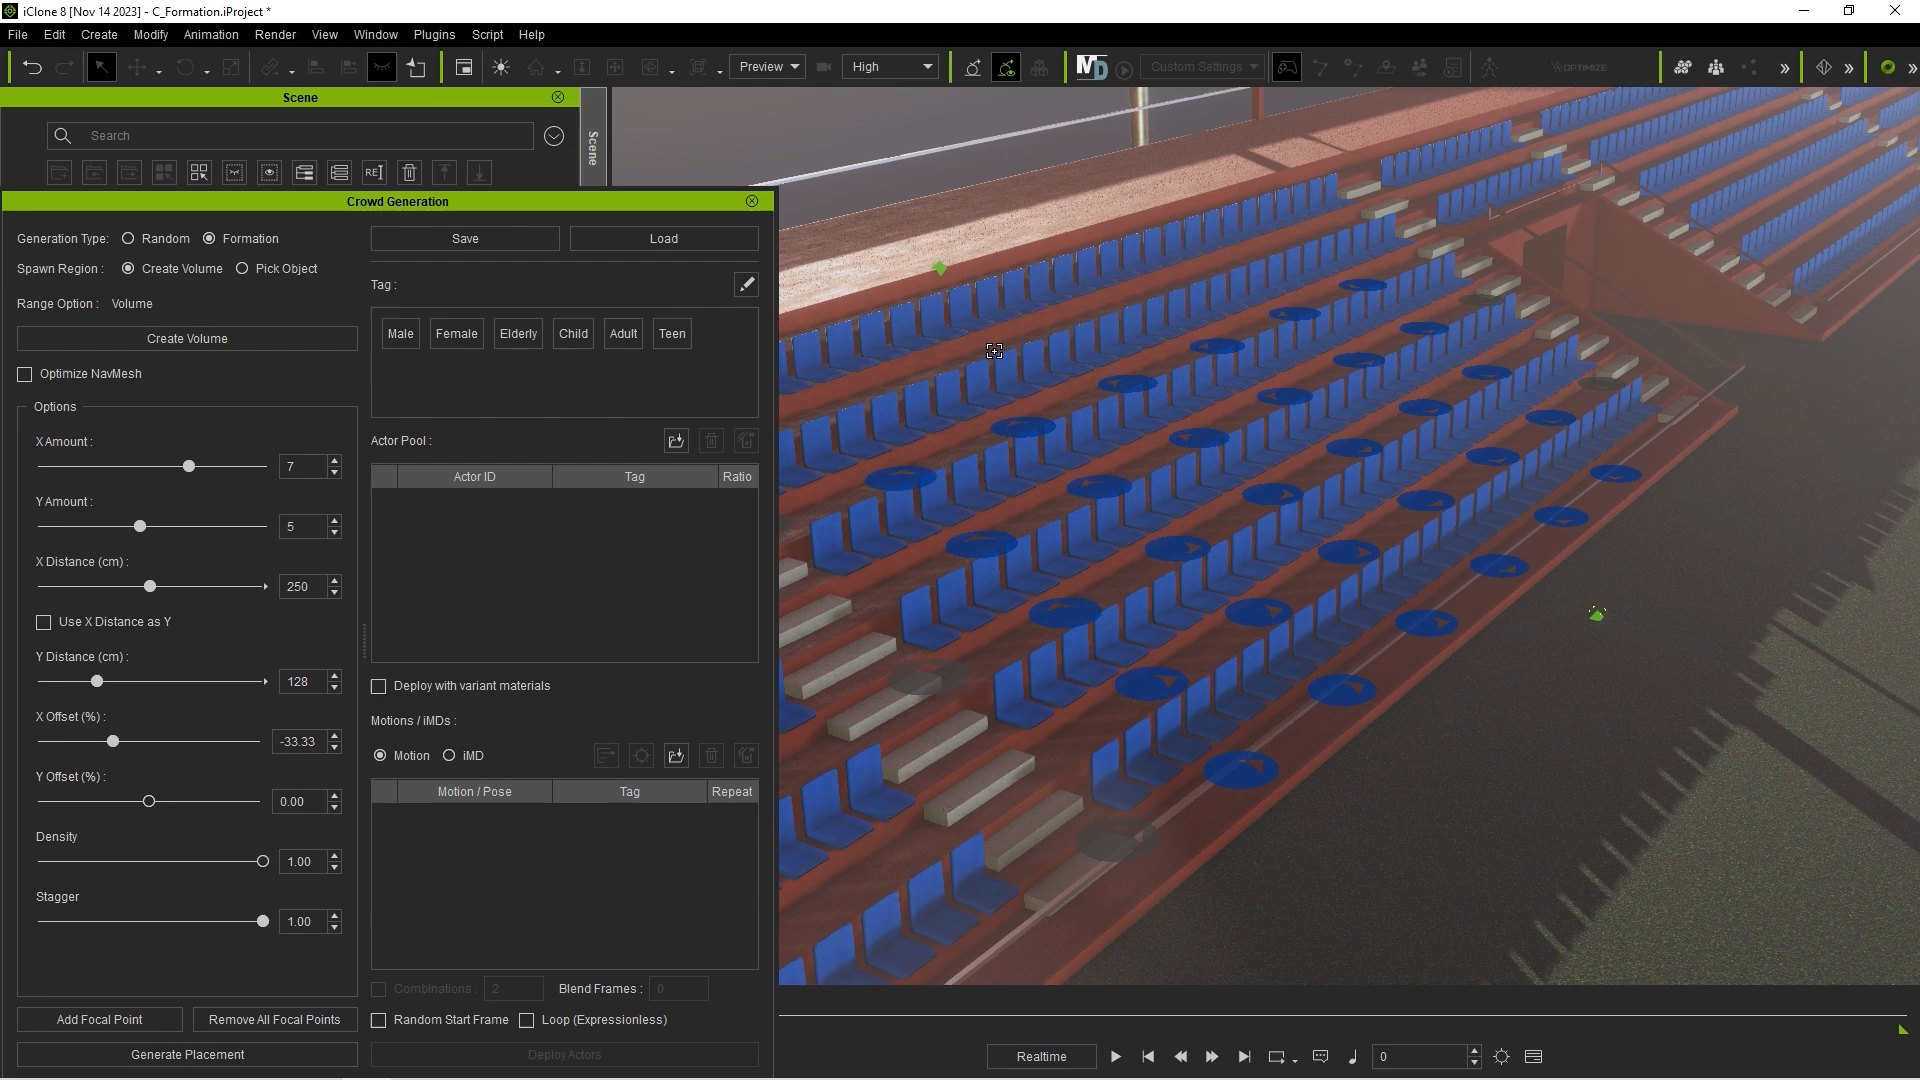 iClone 8 [Nov 14 2023] - C_Formation.iProject *
File Edit Create Modify Animation Render View Window Plugins Script Help
Preview High MD Custom Settings OPTIMIZE
Scene
Search
Scene
RE
Crowd Generation
Generation Type: Random Formation
Spawn Region : Create Volume Pick Object
Range Option : Volume
Create Volume
Optimize NavMesh
Options
X Amount :
7
Y Amount :
5
X Distance (cm) :
250
Use X Distance as Y
Y Distance (cm) :
128
X Offset (%) :
-33.33
Y Offset (%) :
0.00
Density
1.00
Stagger
1.00
Add Focal Point Remove All Focal Points
Generate Placement
Save Load
Tag :
Male Female Elderly Child Adult Teen
Actor Pool :
Actor ID Tag Ratio
Deploy with variant materials
Motions / iMDs :
Motion iMD
Motion / Pose Tag Repeat
Combinations : 2 Blend Frames : 0
Random Start Frame Loop (Expressionless)
Deploy Actors
Realtime 0